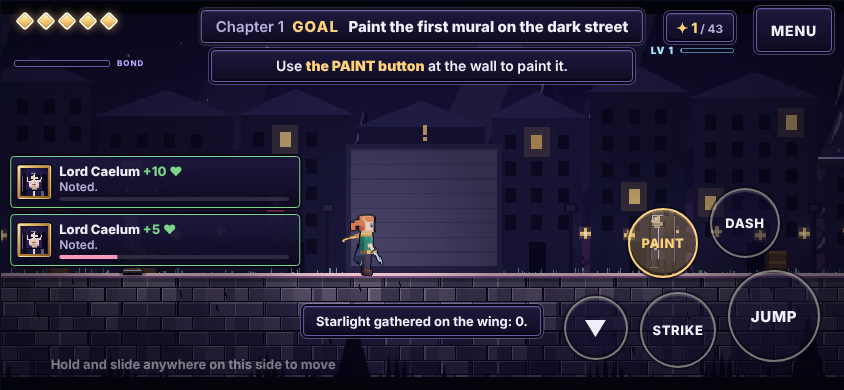 Chapter 1 GOAL Paint the first mural on the dark street
✦ 1 / 43
MENU
LV 1
BOND
Use the PAINT button at the wall to paint it.
!
Lord Caelum +10 ♥
Noted.
Lord Caelum +5 ♥
Noted.
PAINT
DASH
Starlight gathered on the wing: 0.
▼
STRIKE
JUMP
Hold and slide anywhere on this side to move